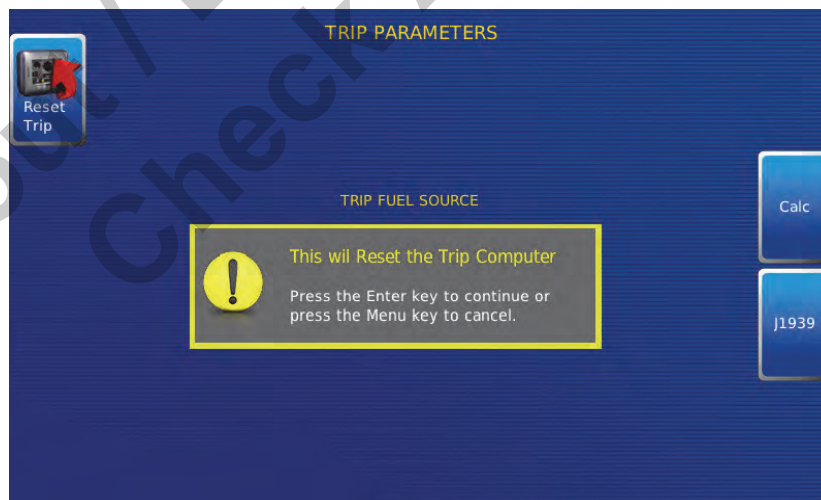 TRIP PARAMETERS
Reset
Trip
TRIP FUEL SOURCE
Calc
This wil Reset the Trip Computer
Press the Enter key to continue or
press the Menu key to cancel.
J1939
Check